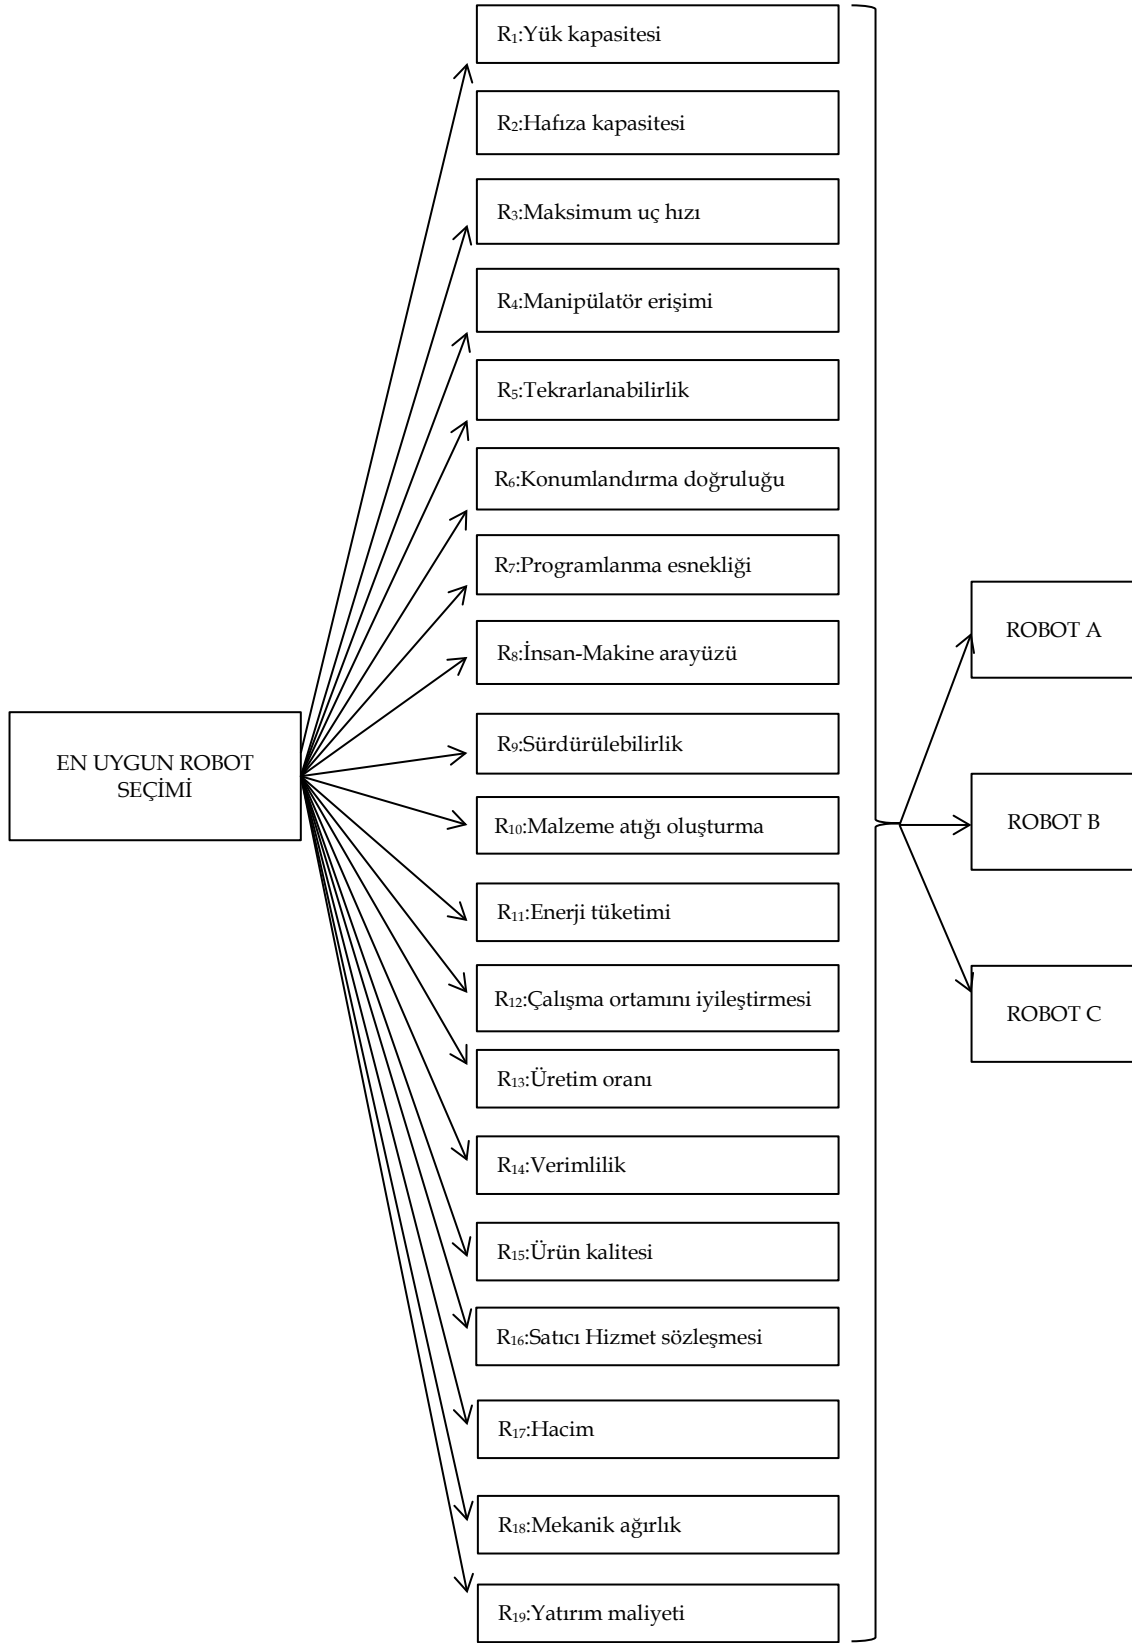 EN UYGUN ROBOT
SEÇİMİ
R₁:Yük kapasitesi
R₂:Hafıza kapasitesi
R₃:Maksimum uç hızı
R₄:Manipülatör erişimi
R₅:Tekrarlanabilirlik
R₆:Konumlandırma doğruluğu
R₇:Programlanma esnekliği
R₈:İnsan-Makine arayüzü
R₉:Sürdürülebilirlik
R₁₀:Malzeme atığı oluşturma
R₁₁:Enerji tüketimi
R₁₂:Çalışma ortamını iyileştirmesi
R₁₃:Üretim oranı
R₁₄:Verimlilik
R₁₅:Ürün kalitesi
R₁₆:Satıcı Hizmet sözleşmesi
R₁₇:Hacim
R₁₈:Mekanik ağırlık
R₁₉:Yatırım maliyeti
ROBOT A
ROBOT B
ROBOT C